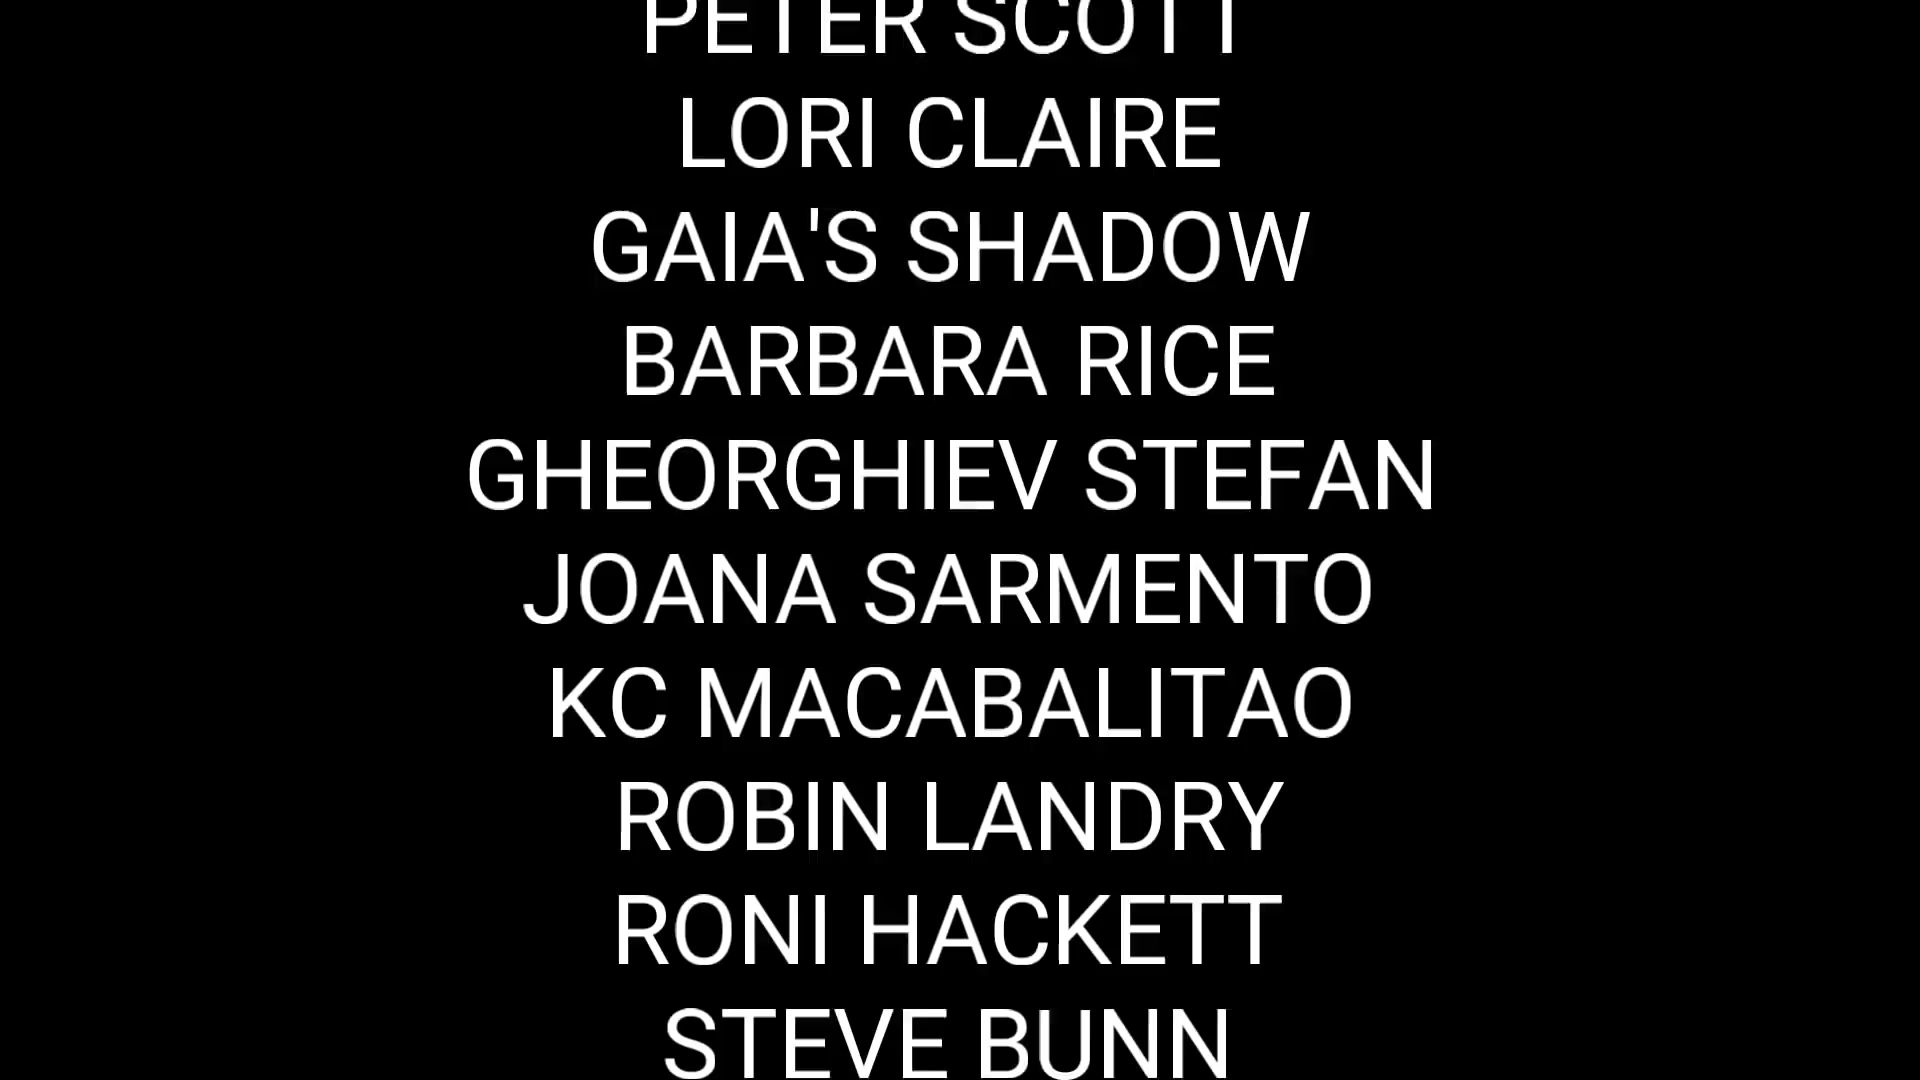 PETER SCOTT
LORI CLAIRE
GAIA'S SHADOW
BARBARA RICE
GHEORGHIEV STEFAN
JOANA SARMENTO
KC MACABALITAO
ROBIN LANDRY
RONI HACKETT
STEVE BUNN